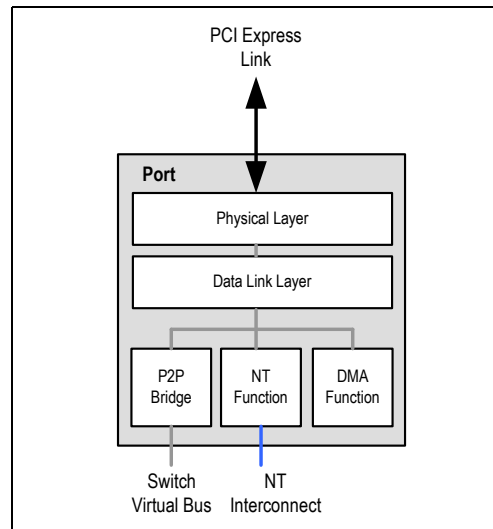 PCI Express
Link
Port
Physical Layer
Data Link Layer
P2P
Bridge
NT
Function
DMA
Function
Switch
Virtual Bus
NT
Interconnect